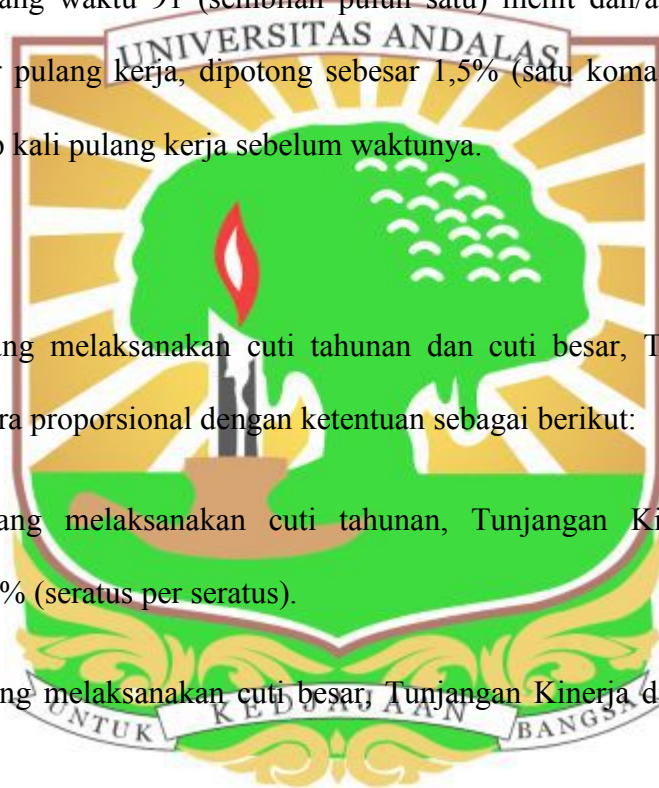 ang waktu 91 (sembilan puluh satu) menit dan/a
UNIVERSITAS ANDALAS
pulang kerja, dipotong sebesar 1,5% (satu koma
kali pulang kerja sebelum waktunya.
ang melaksanakan cuti tahunan dan cuti besar, T
ra proporsional dengan ketentuan sebagai berikut:
ang melaksanakan cuti tahunan, Tunjangan Ki
% (seratus per seratus).
ng melaksanakan cuti besar, Tunjangan Kinerja d
UNTUK KEDJAJAAN BANGSA